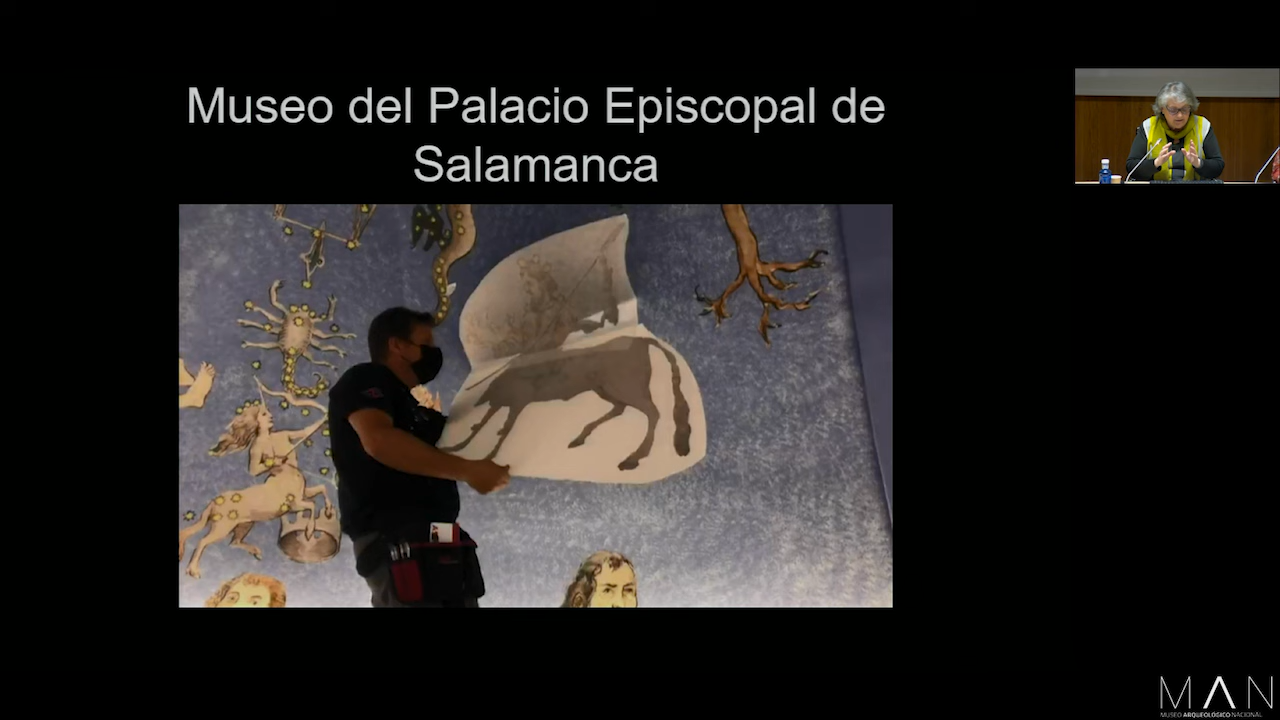 Museo del Palacio Episcopal de
Salamanca
MAN
MUSEO ARQUEOLÓGICO NACIONAL